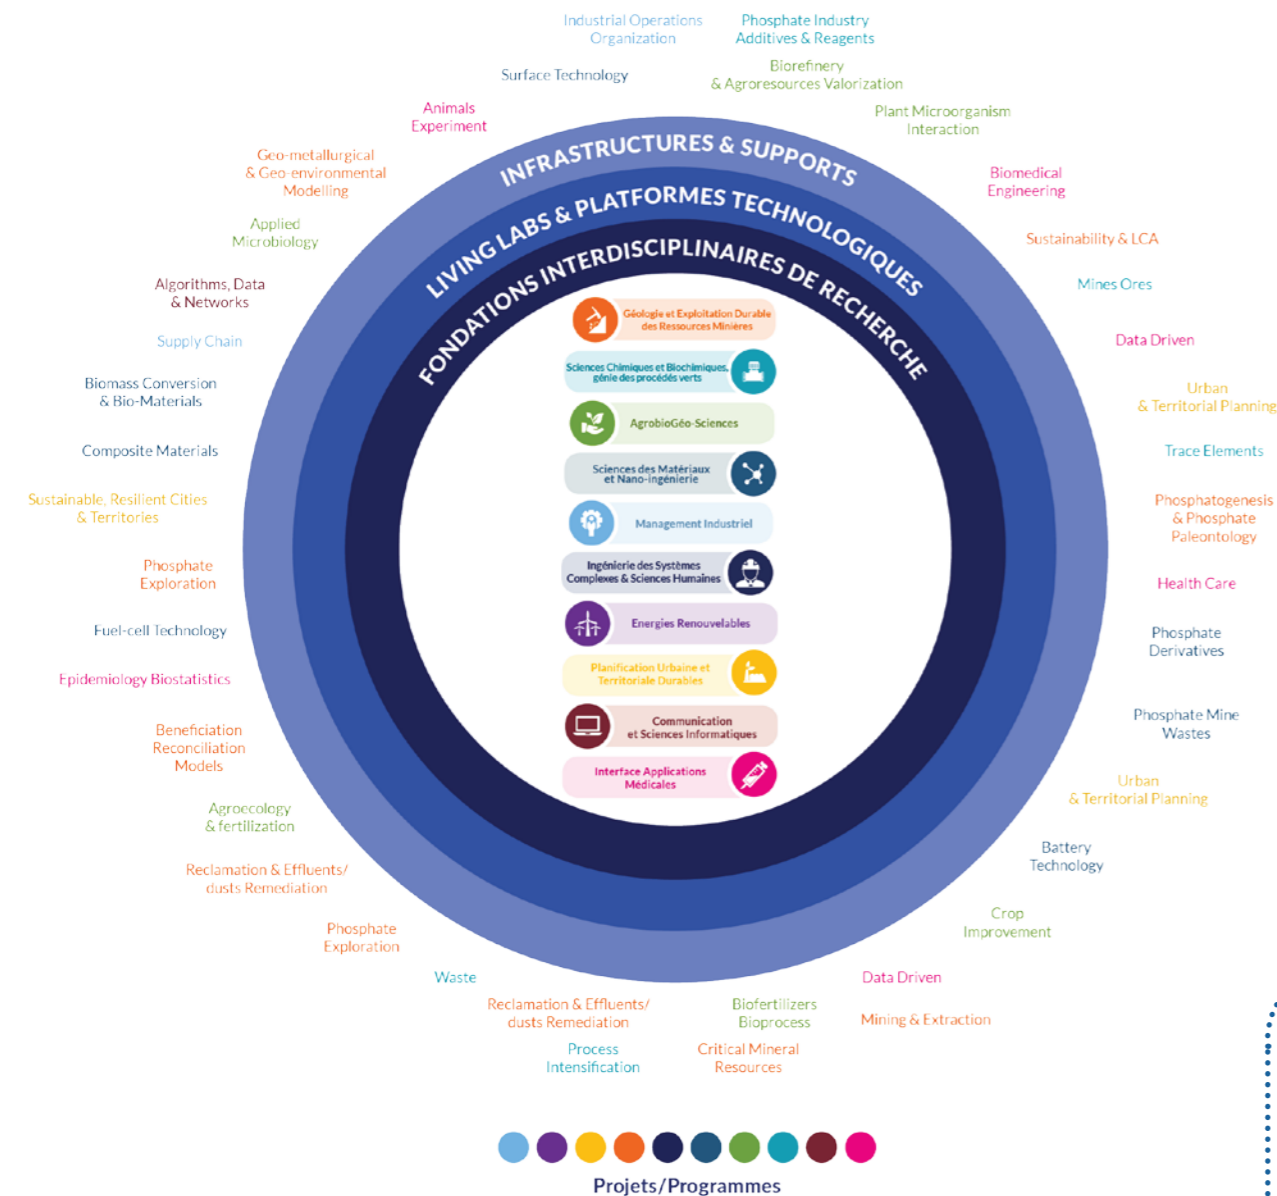 Industrial Operations
Organization
Phosphate Industry
Additives & Reagents
Surface Technology
Biorefinery
& Agroresources Valorization
Animals
Experiment
Plant Microorganism
Interaction
Geo-metallurgical
& Geo-environmental
Modelling
Biomedical
Engineering
Applied
Microbiology
Sustainability & LCA
Algorithms, Data
& Networks
Mines Ores
Supply Chain
Data Driven
Biomass Conversion
& Bio-Materials
Urban
& Territorial Planning
Composite Materials
Trace Elements
Sustainable, Resilient Cities
& Territories
Phosphatogenesis
& Phosphate
Paleontology
Phosphate
Exploration
Health Care
Fuel-cell Technology
Phosphate
Derivatives
Epidemiology Biostatistics
Phosphate Mine
Wastes
Beneficiation
Reconciliation
Models
Urban
& Territorial Planning
Agroecology
& fertilization
Battery
Technology
Reclamation & Effluents/
dusts Remediation
Crop
Improvement
Phosphate
Exploration
Waste
Data Driven
Reclamation & Effluents/
dusts Remediation
Biofertilizers
Bioprocess
Mining & Extraction
Process
Intensification
Critical Mineral
Resources
INFRASTRUCTURES & SUPPORTS
LIVING LABS & PLATFORMES TECHNOLOGIQUES
FONDATIONS INTERDISCIPLINAIRES DE RECHERCHE
Géologie et Exploitation Durable
des Ressources Minières
Sciences Chimiques et Biochimiques,
génie des procédés verts
AgrobioGéo-Sciences
Sciences des Matériaux
et Nano-ingénierie
Management Industriel
Ingénierie des Systèmes
Complexes & Sciences Humaines
Energies Renouvelables
Planification Urbaine et
Territoriale Durables
Communication
et Sciences Informatiques
Interface Applications
Médicales
Projets/Programmes